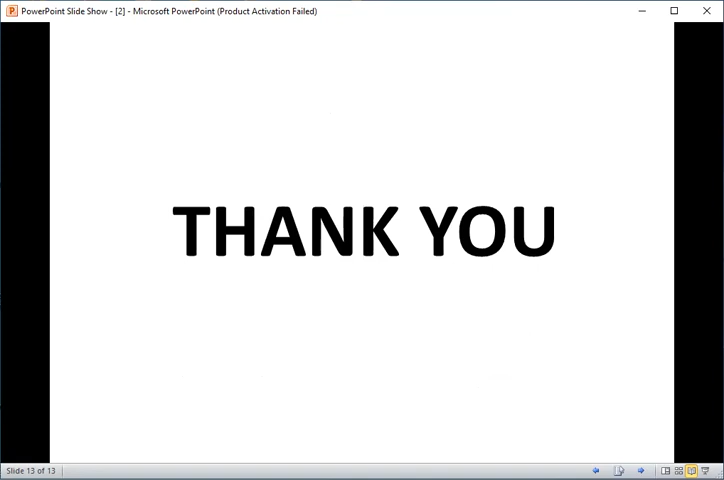 PowerPoint Slide Show - [2] - Microsoft PowerPoint (Product Activation Failed)
THANK YOU
Slide 13 of 13